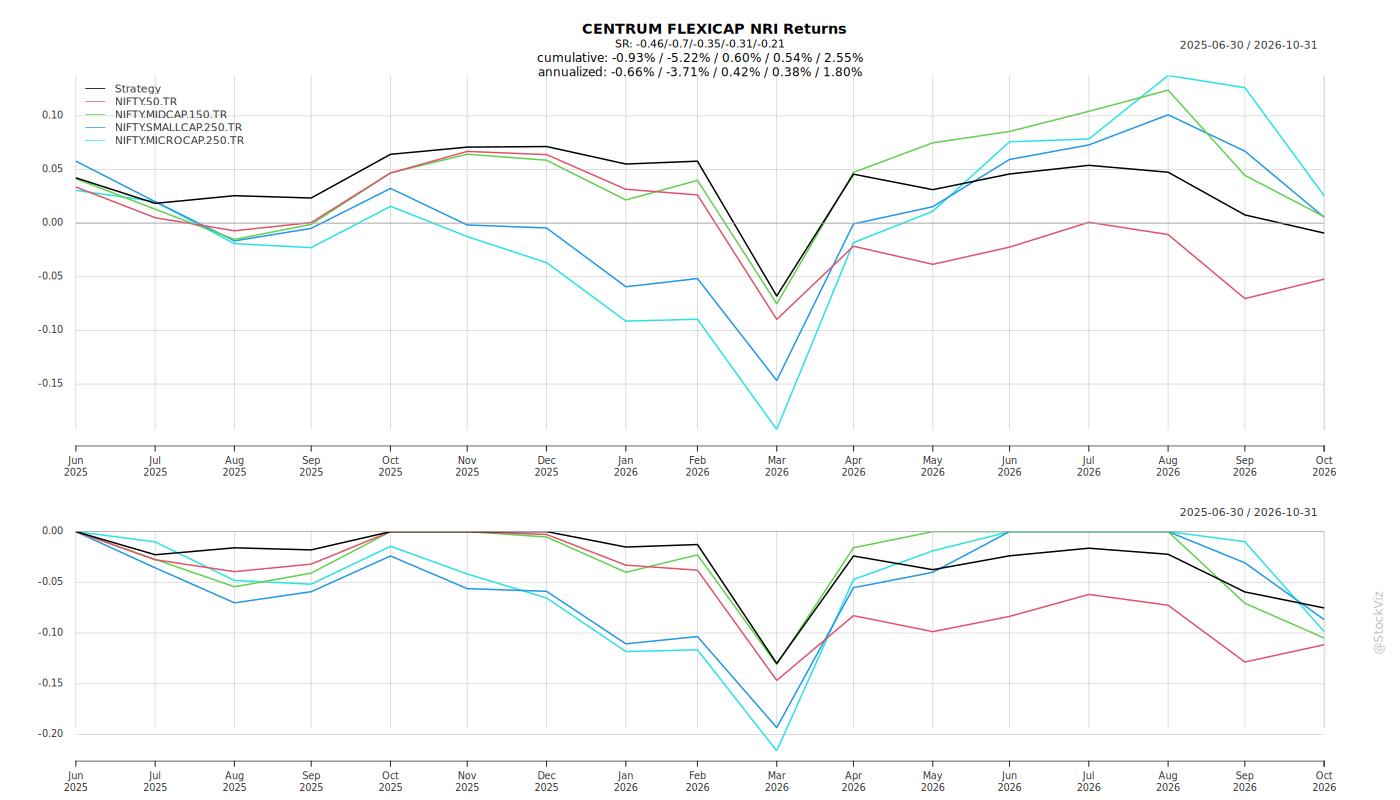 CENTRUM FLEXICAP NRI Returns
SR: -0.46/-0.7/-0.35/-0.31/-0.21
cumulative: -0.93% / -5.22% / 0.60% / 0.54% / 2.55%
annualized: -0.66% / -3.71% / 0.42% / 0.38% / 1.80%
2025-06-30 / 2026-10-31
Strategy
NIFTY.50.TR
NIFTY.MIDCAP.150.TR
NIFTY.SMALLCAP.250.TR
NIFTY.MICROCAP.250.TR
0.10
0.05
0.00
-0.05
-0.10
-0.15
Jun Jul Aug Sep Oct Nov Dec Jan Feb Mar Apr May Jun Jul Aug Sep Oct
2025 2025 2025 2025 2025 2025 2025 2026 2026 2026 2026 2026 2026 2026 2026 2026 2026
2025-06-30 / 2026-10-31
0.00
-0.05
-0.10
-0.15
-0.20
Jun Jul Aug Sep Oct Nov Dec Jan Feb Mar Apr May Jun Jul Aug Sep Oct
2025 2025 2025 2025 2025 2025 2025 2026 2026 2026 2026 2026 2026 2026 2026 2026 2026
@StockViz